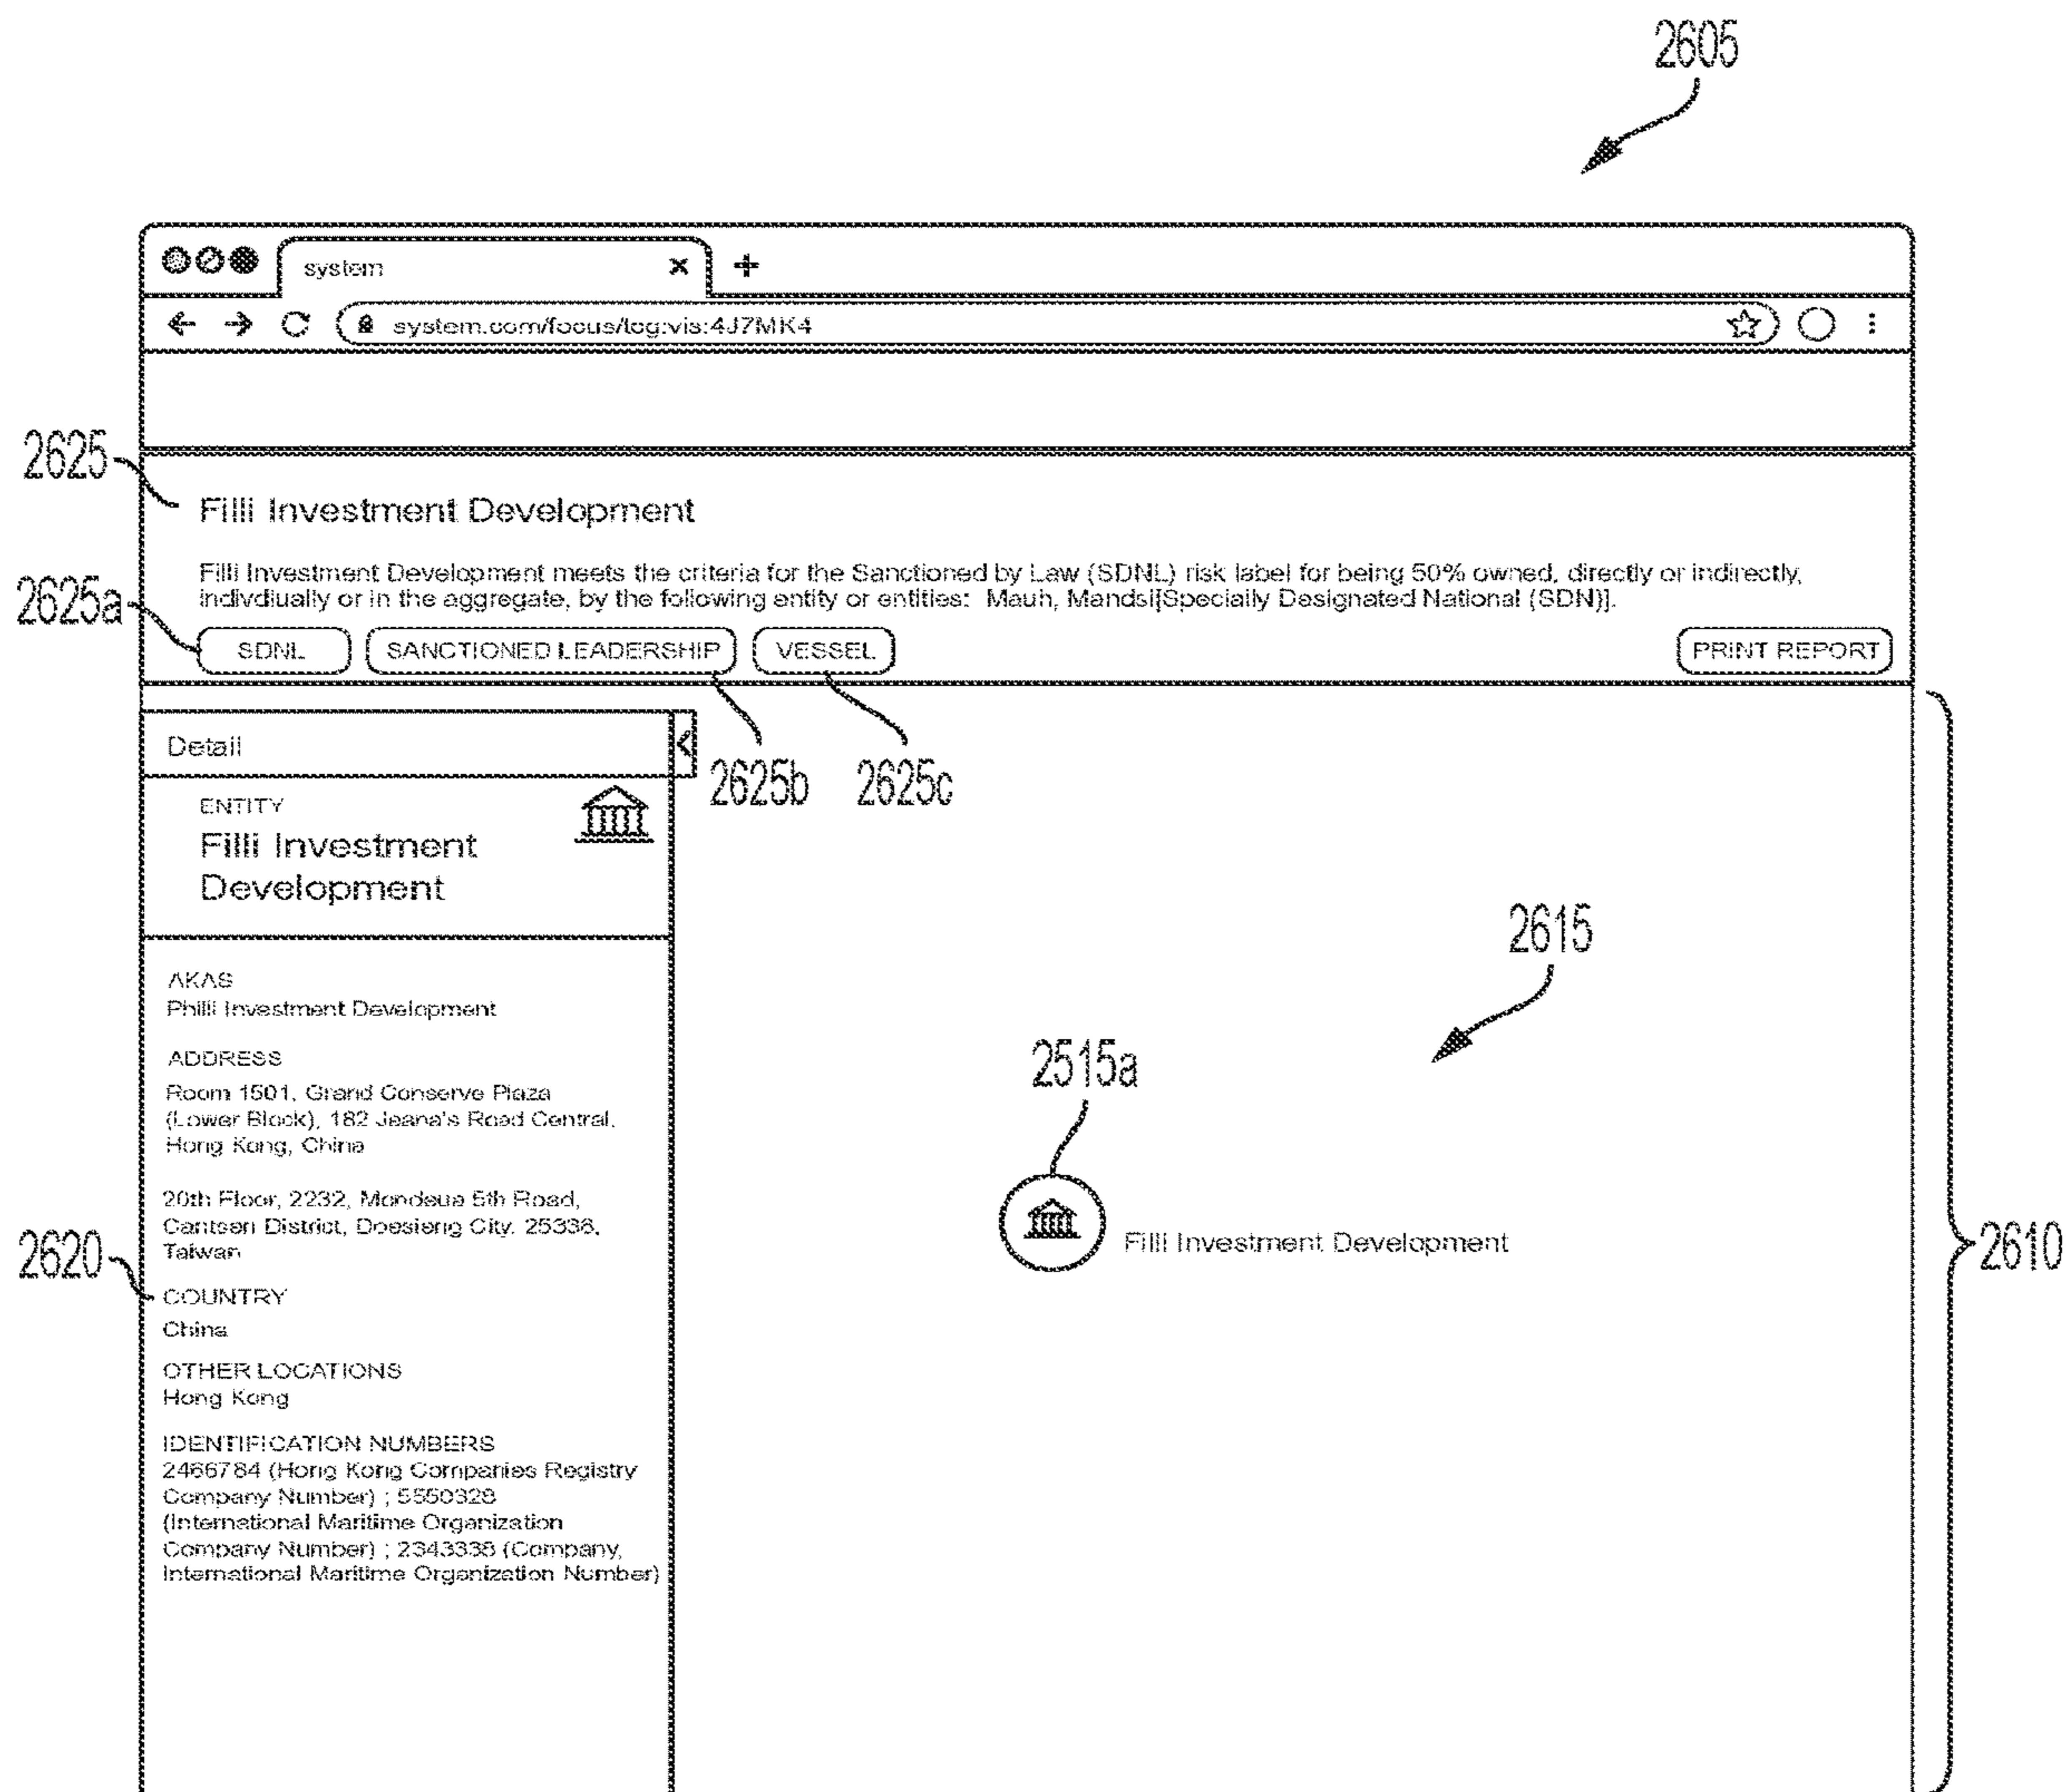 2605
system
system.com/focus/log:vis:4J7MK4
2625
Filli Investment Development
Filli Investment Development meets the criteria for the Sanctioned by Law (SDNL) risk label for being 50% owned, directly or indirectly,
indivdiually or in the aggregate, by the following entity or entities: Mauh, Mandsi[Specially Designated National (SDN)].
2625a
SDNL
SANCTIONED LEADERSHIP
VESSEL
PRINT REPORT
2625b
2625c
Detail
ENTITY
Filli Investment
Development
AKAS
Philli Investment Development
ADDRESS
Room 1501, Grand Conserve Plaza
(Lower Block), 182 Jeana's Road Central,
Hong Kong, China
20th Floor, 2232, Mondeua 5th Road,
Cantsen District, Doesieng City. 25336,
Taiwan
2620
COUNTRY
China
OTHER LOCATIONS
Hong Kong
IDENTIFICATION NUMBERS
2466784 (Hong Kong Companies Registry
Company Number) ; 5550328
(International Maritime Organization
Company Number) ; 2343338 (Company,
International Maritime Organization Number)
2615
2515a
Filli Investment Development
2610